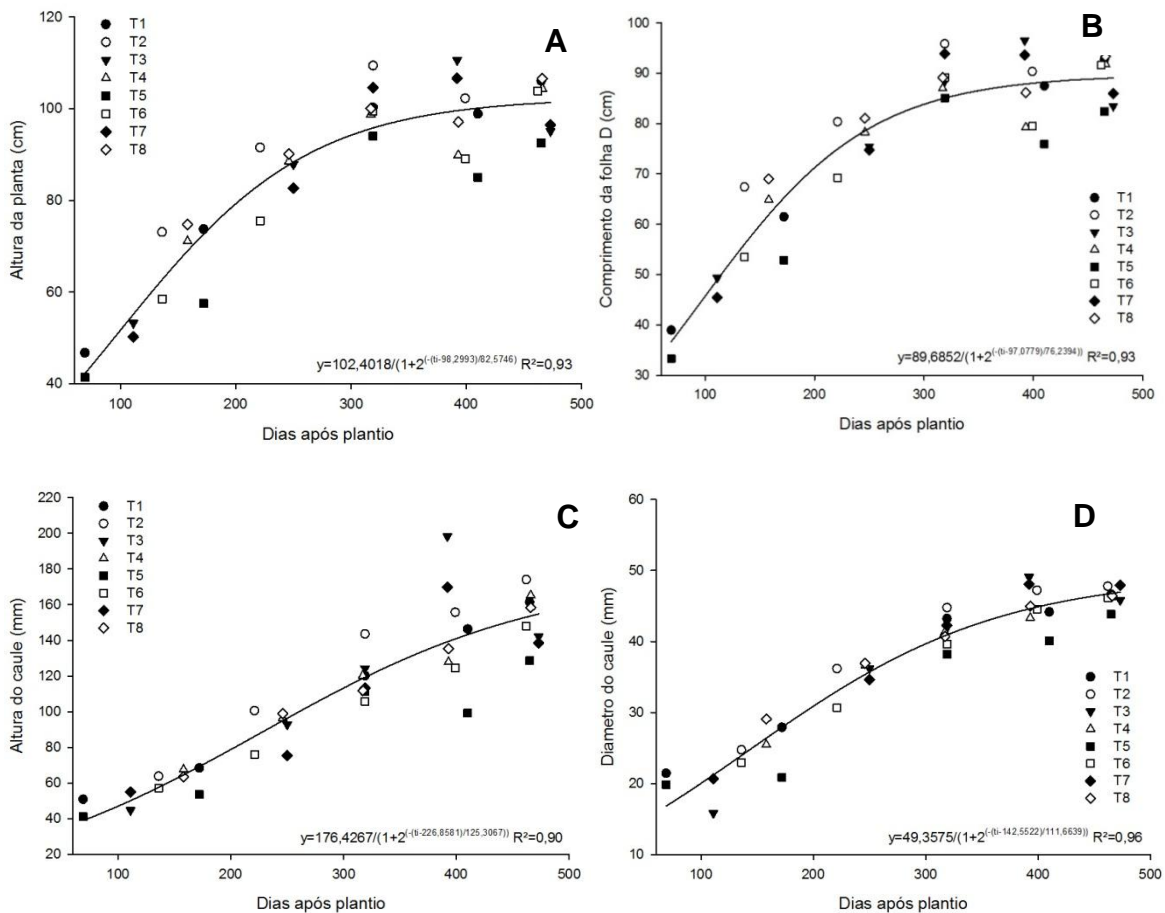 A
Altura da planta (cm)
120
100
80
60
40
T1
T2
T3
T4
T5
T6
T7
T8
y=102,4018/(1+2(-(ti-98,2993)/82,5746) R²=0,93
100 200 300 400 500
Dias após plantio
B
Comprimento da folha D (cm)
100
90
80
70
60
50
40
30
T1
T2
T3
T4
T5
T6
T7
T8
y=89,6852/(1+2(-(ti-97,0779)/76,2394)) R²=0,93
100 200 300 400 500
Dias após plantio
C
Altura do caule (mm)
220
200
180
160
140
120
100
80
60
40
20
T1
T2
T3
T4
T5
T6
T7
T8
y=176,4267/(1+2(-(ti-226,8581)/125,3067)) R²=0,90
100 200 300 400 500
Dias após plantio
D
Diametro do caule (mm)
60
50
40
30
20
10
T1
T2
T3
T4
T5
T6
T7
T8
y=49,3575/(1+2(-(ti-142,5522)/111,6639)) R²=0,96
100 200 300 400 500
Dias após plantio